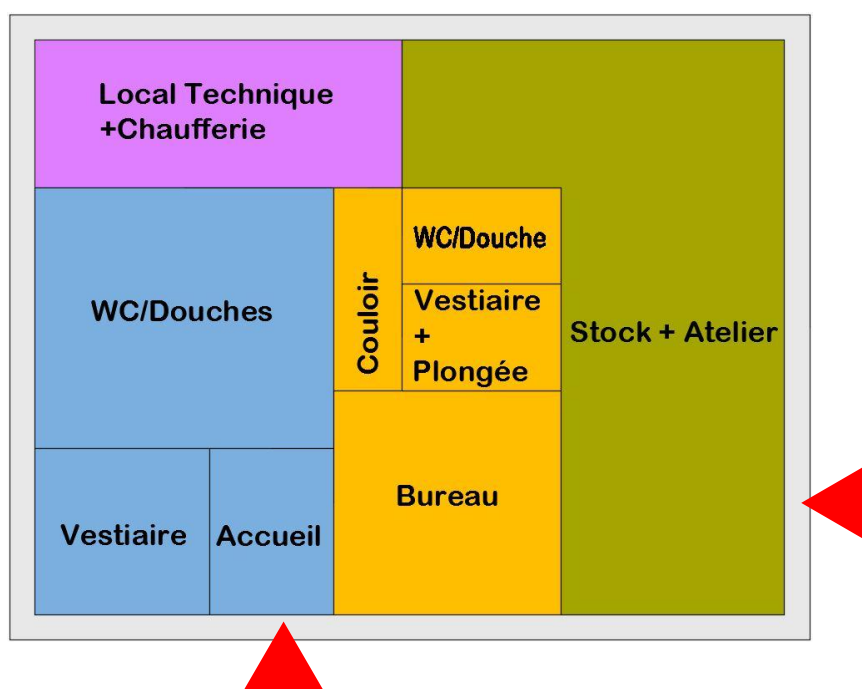 Local Technique
+Chaufferie
WC/Douches
Couloir
WC/Douche
Vestiaire
+
Plongée
Stock + Atelier
Bureau
Vestiaire
Accueil